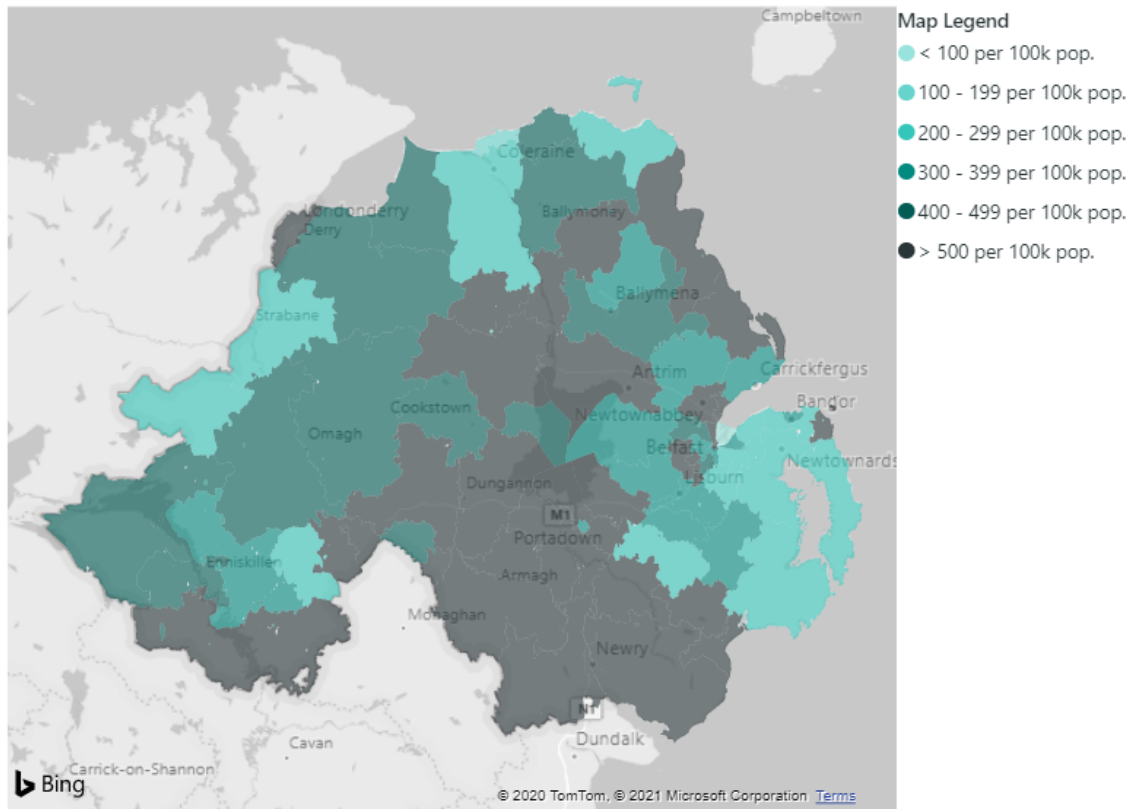 Campbeltown
Map Legend
< 100 per 100k pop.
100 - 199 per 100k pop.
200 - 299 per 100k pop.
300 - 399 per 100k pop.
400 - 499 per 100k pop.
> 500 per 100k pop.
Coleraine
Londonderry
Derry
Ballymoney
Ballymena
Strabane
Antrim
Carrickfergus
Cookstown
Newtownabbey
Omagh
Belfast
Newtownards
Dungannon
M1
Portadown
Enniskillen
Armagh
Monaghan
Newry
N1
Dundalk
Cavan
Carrick-on-Shannon
Bing
© 2020 TomTom, © 2021 Microsoft Corporation Terms